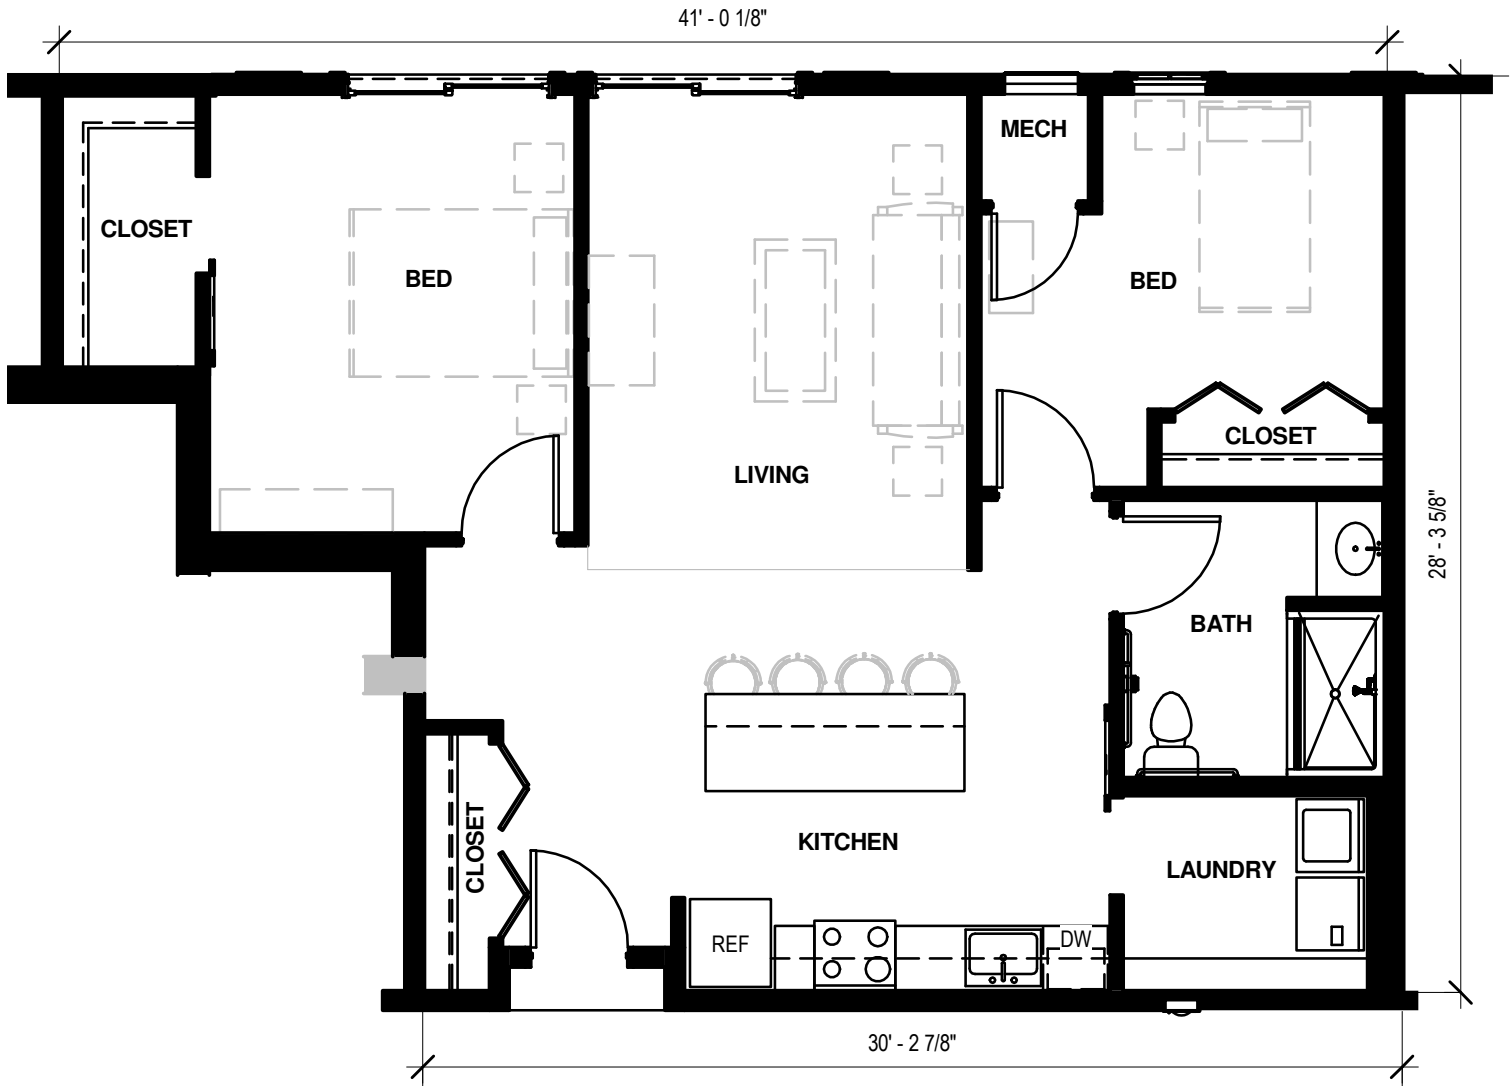 41' - 0 1/8"
MECH
CLOSET
BED
BED
CLOSET
LIVING
28' - 3 5/8"
BATH
KITCHEN
CLOSET
LAUNDRY
REF
DW
30' - 2 7/8"